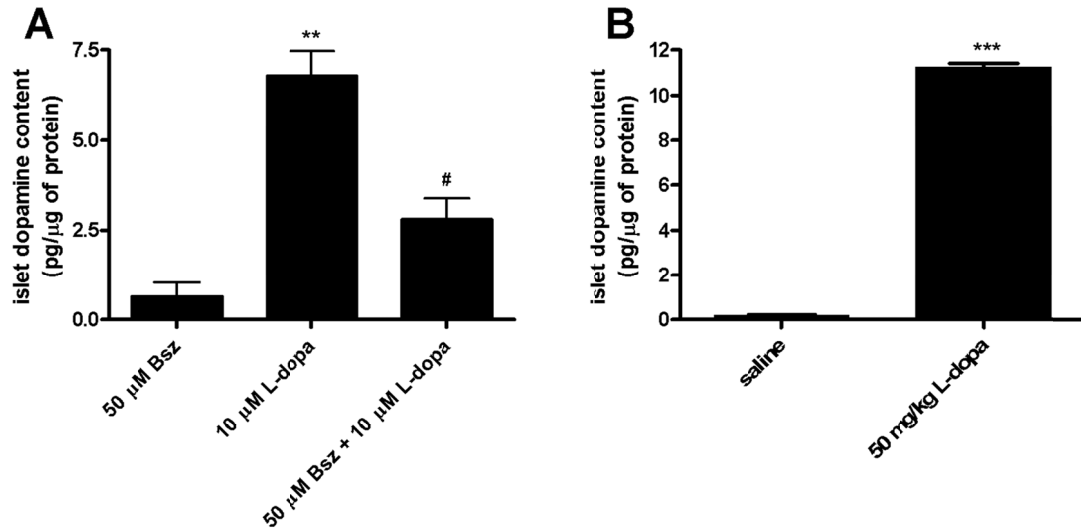 A
islet dopamine content
(pg/μg of protein)
7.5
5.0
2.5
0.0
**
#
50 μM Bsz
10 μM L-dopa
50 μM Bsz + 10 μM L-dopa
B
islet dopamine content
(pg/μg of protein)
12
10
8
6
4
2
0
***
saline
50 mg/kg L-dopa